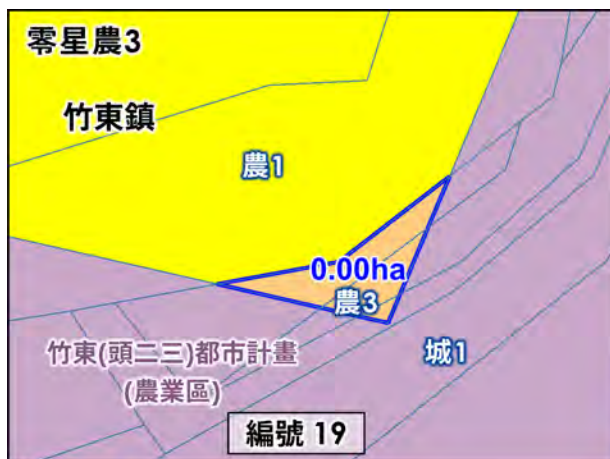 零星農3
竹東鎮
農1
0.00ha
農3
城1
竹東(頭二三)都市計畫
(農業區)
編號 19